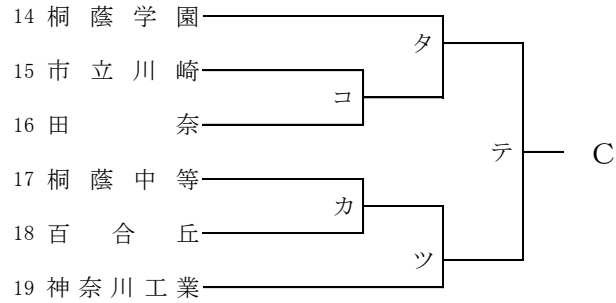 14 桐蔭学園
タ
15 市立川崎
コ
16 田奈
テ C
17 桐蔭中等
カ
18 百合丘
ツ
19 神奈川工業